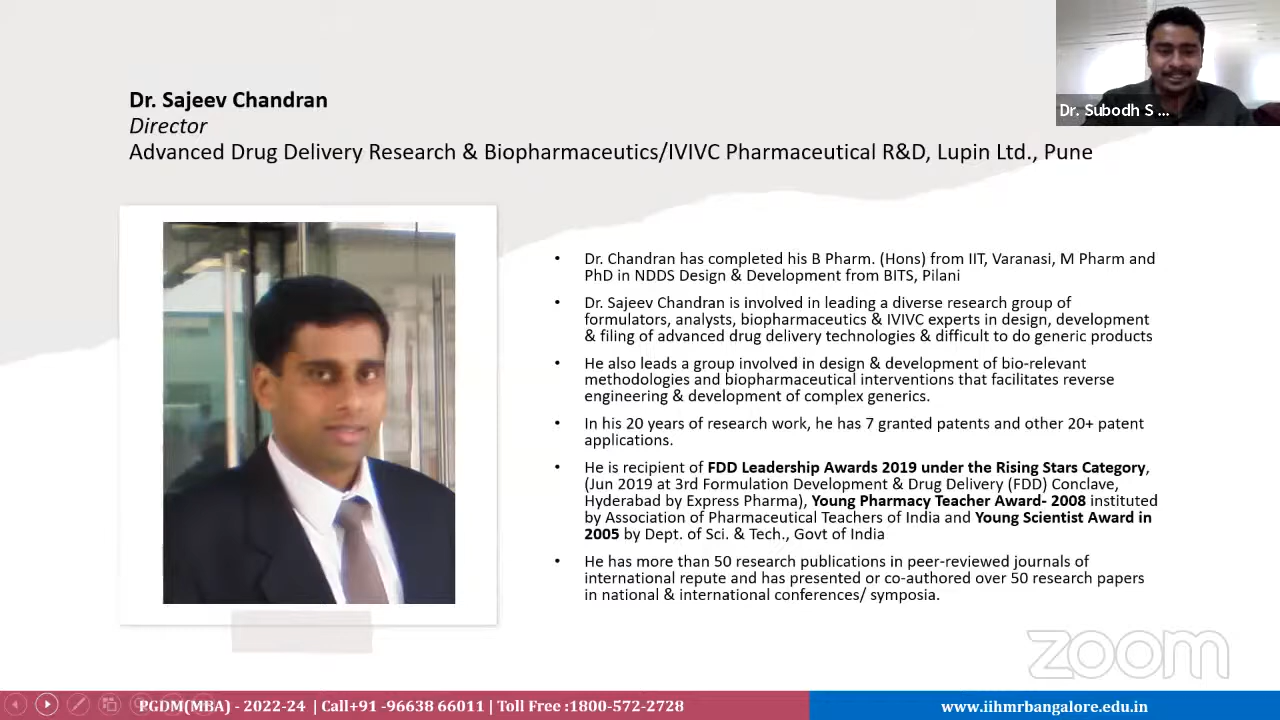 Dr. Sajeev Chandran
Director
Advanced Drug Delivery Research & Biopharmaceutics/IVIVC Pharmaceutical R&D, Lupin Ltd., Pune
Dr. Subodh S ...
• Dr. Chandran has completed his B Pharm. (Hons) from IIT, Varanasi, M Pharm and
PhD in NDDS Design & Development from BITS, Pilani
• Dr. Sajeev Chandran is involved in leading a diverse research group of
formulators, analysts, biopharmaceutics & IVIVC experts in design, development
& filing of advanced drug delivery technologies & difficult to do generic products
• He also leads a group involved in design & development of bio-relevant
methodologies and biopharmaceutical interventions that facilitates reverse
engineering & development of complex generics.
• In his 20 years of research work, he has 7 granted patents and other 20+ patent
applications.
• He is recipient of FDD Leadership Awards 2019 under the Rising Stars Category,
(Jun 2019 at 3rd Formulation Development & Drug Delivery (FDD) Conclave,
Hyderabad by Express Pharma), Young Pharmacy Teacher Award- 2008 instituted
by Association of Pharmaceutical Teachers of India and Young Scientist Award in
2005 by Dept. of Sci. & Tech., Govt of India
• He has more than 50 research publications in peer-reviewed journals of
international repute and has presented or co-authored over 50 research papers
in national & international conferences/ symposia.
zoom
PGDM(MBA) - 2022-24 | Call+91 -96638 66011 | Toll Free :1800-572-2728
www.iihmrbangalore.edu.in